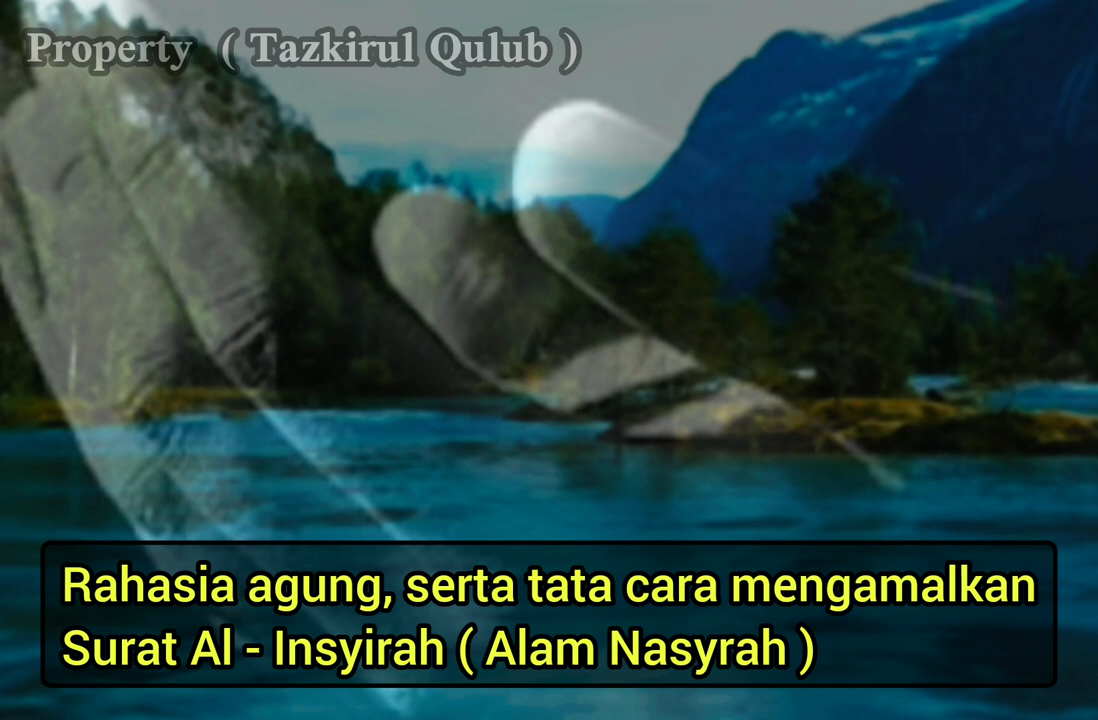 Property ( Tazkirul Qulub )
Rahasia agung, serta tata cara mengamalkan
Surat Al - Insyirah ( Alam Nasyrah )